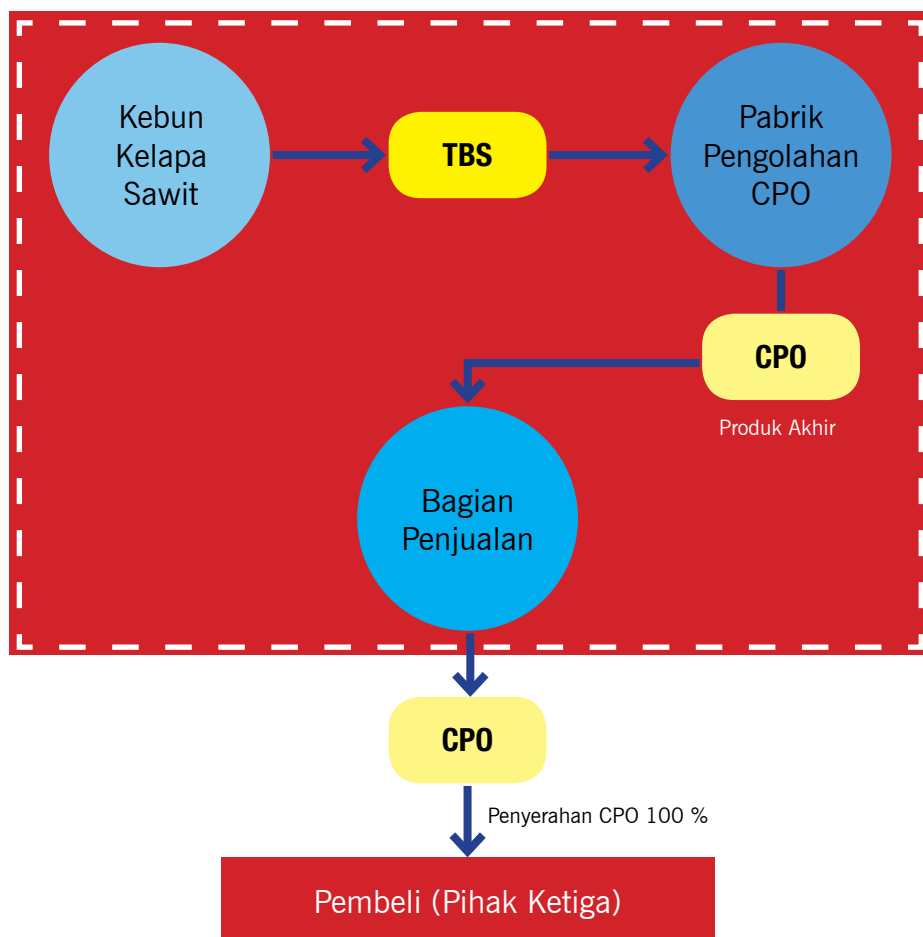 Kebun
Kelapa
Sawit
TBS
Pabrik
Pengolahan
CPO
CPO
Produk Akhir
Bagian
Penjualan
CPO
Penyerahan CPO 100 %
Pembeli (Pihak Ketiga)